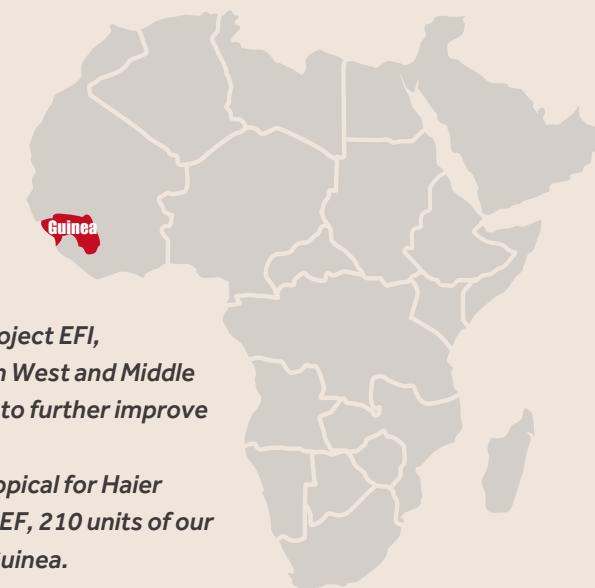 Guinea
oject EFI,
n West and Middle
to further improve
opical for Haier
EF, 210 units of our
uinea.